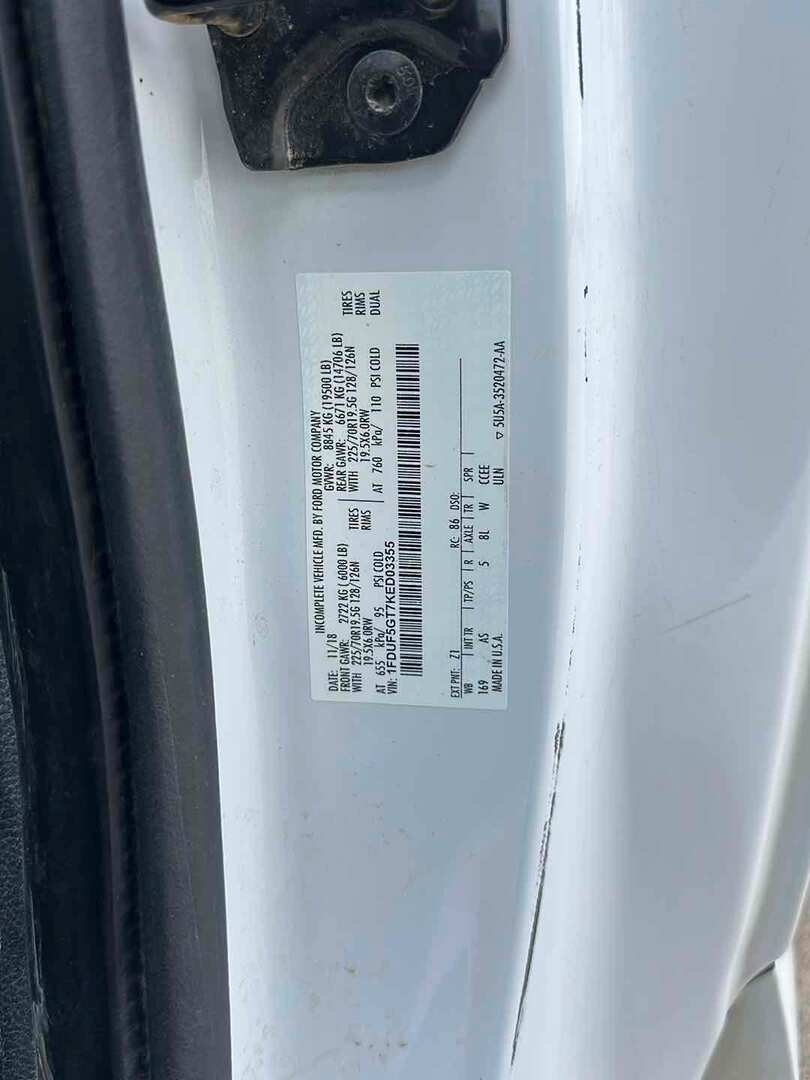 INCOMPLETE VEHICLE MFD. BY FORD MOTOR COMPANY
DATE: 11/18 GVWR: 8845 KG (19500 LB)
FRONT GAWR: 2722 KG ( 6000 LB) REAR GAWR: 6671 KG (14706 LB)
WITH 225/70R19.5G 128/126N TIRES WITH 225/70R19.5G 128/126N TIRES
19.5X6.0RW RIMS 19.5X6.0RW RIMS
AT 655 kPa/ 95 PSI COLD AT 760 kPa/ 110 PSI COLD DUAL
VIN: 1FDUF5GT7KED03355
EXT PNT: Z1 RC: 86 DSO:
WB INT TR TP/PS R AXLE TR SPR
169 AS 5 8L W CCEE
MADE IN U.S.A. ULN
▽ 5U5A-3520472-AA